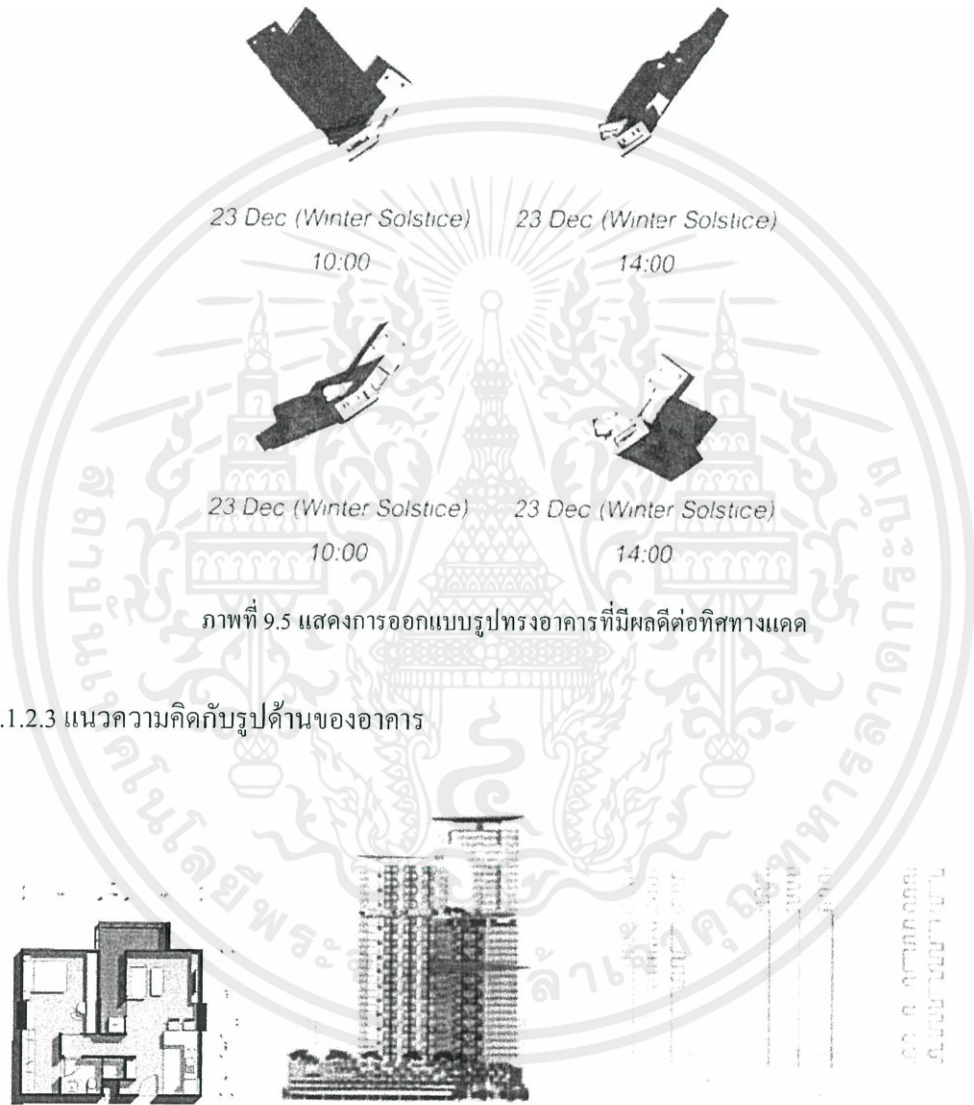 23 Dec (Winter Solstice) 23 Dec (Winter Solstice)
10:00 14:00
23 Dec (Winter Solstice) 23 Dec (Winter Solstice)
10:00 14:00
ภาพที่ 9.5 แสดงการออกแบบรูปทรงอาคารที่มีผลดีต่อทิศทางแดด
.1.2.3 แนวความคิดกับรูปด้านของอาคาร